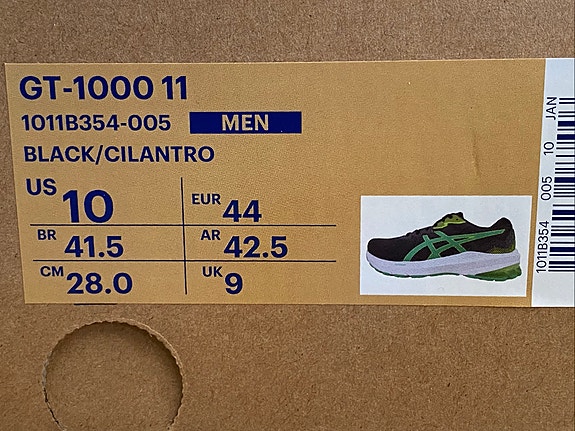 GT-1000 11
1011B354-005 MEN
BLACK/CILANTRO
US 10 EUR 44
BR 41.5 AR 42.5
CM 28.0 UK 9
1011B354 005 10 JAN